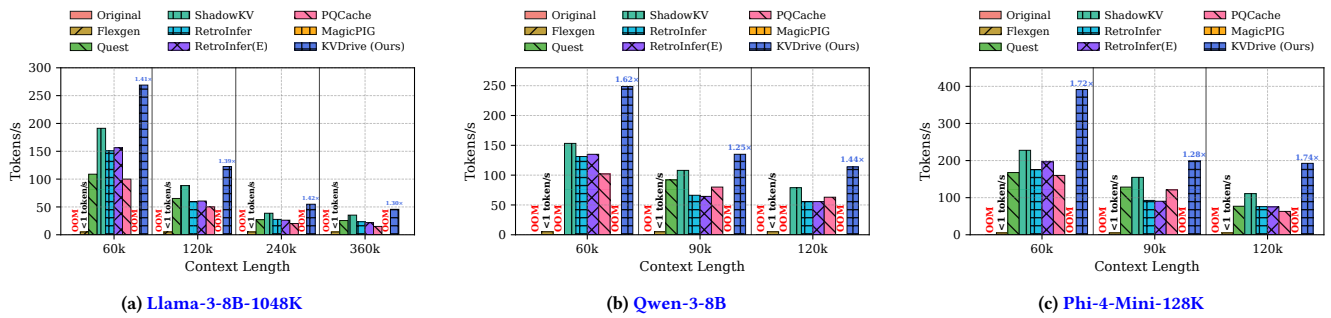 Original ShadowKV PQCache
Flexgen RetroInfer MagicPIG
Quest RetroInfer(E) KVDrive (Ours)
Tokens/s
300
250
200
150
100
50
0
OOM
<1 token/s
OOM
1.41×
OOM
<1 token/s
OOM
1.39×
OOM
<1 token/s
OOM
1.42×
OOM
<1 token/s
OOM
1.30×
60k 120k 240k 360k
Context Length
(a) Llama-3-8B-1048K
Original ShadowKV PQCache
Flexgen RetroInfer MagicPIG
Quest RetroInfer(E) KVDrive (Ours)
Tokens/s
250
200
150
100
50
0
OOM
<1 token/s
OOM
OOM
1.62×
OOM
<1 token/s
OOM
1.25×
OOM
<1 token/s
OOM
OOM
1.44×
60k 90k 120k
Context Length
(b) Qwen-3-8B
Original ShadowKV PQCache
Flexgen RetroInfer MagicPIG
Quest RetroInfer(E) KVDrive (Ours)
Tokens/s
400
300
200
100
0
OOM
<1 token/s
OOM
1.72×
OOM
<1 token/s
OOM
1.28×
OOM
<1 token/s
OOM
1.74×
60k 90k 120k
Context Length
(c) Phi-4-Mini-128K